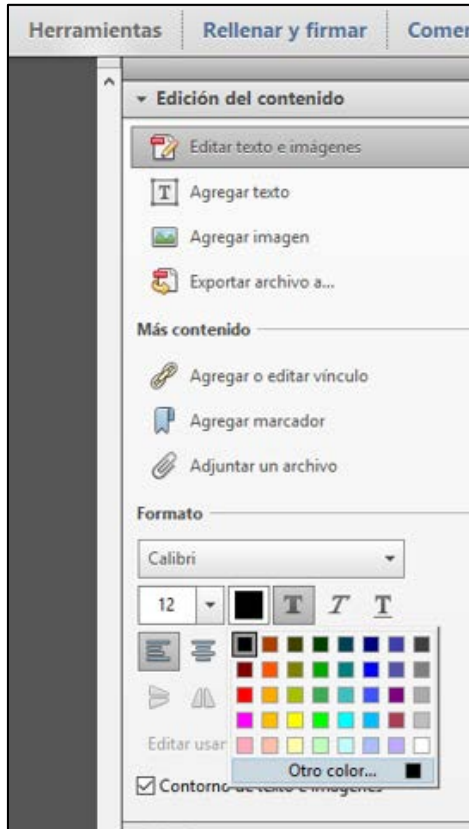 Herramientas Rellenar y firmar Comer
Edición del contenido
Editar texto e imágenes
Agregar texto
Agregar imagen
Exportar archivo a...
Más contenido
Agregar o editar vínculo
Agregar marcador
Adjuntar un archivo
Formato
Calibri
12 T T T
Editar usar
Otro color...
Contorno de texto e imágenes